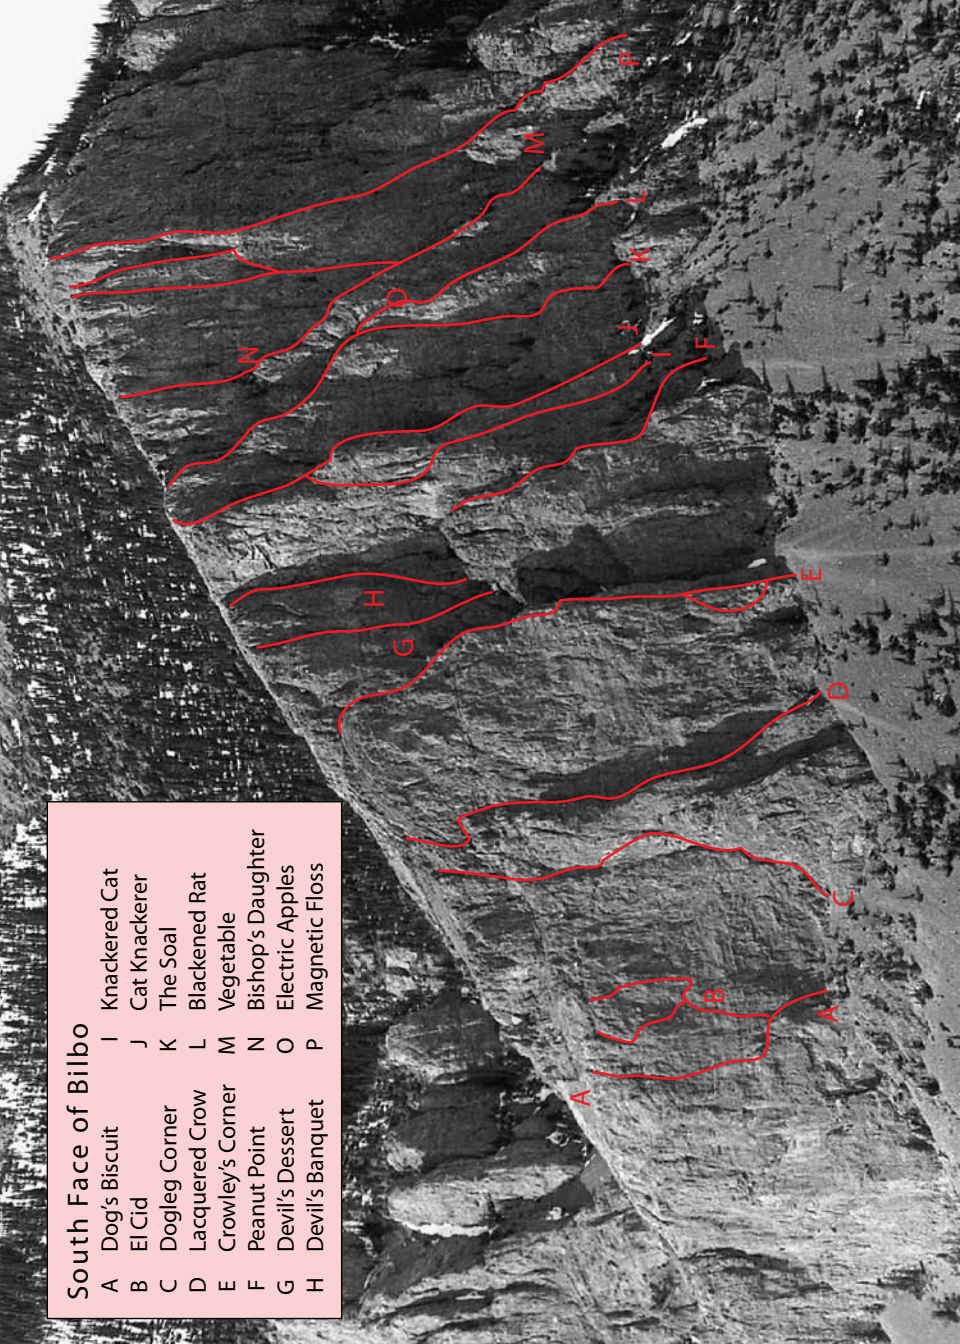 South Face of Bilbo
A Dog's Biscuit
B El Cid
C Dogleg Corner
D Lacquered Crow
E Crowley's Corner
F Peanut Point
G Devil's Dessert
H Devil's Banquet
I Knackered Cat
J Cat Knackerer
K The Soal
L Blackened Rat
M Vegetable
N Bishop's Daughter
O Electric Apples
P Magnetic Floss
A
A
B
C
D
E
G
H
F
I
J
K
L
M
N
O
P